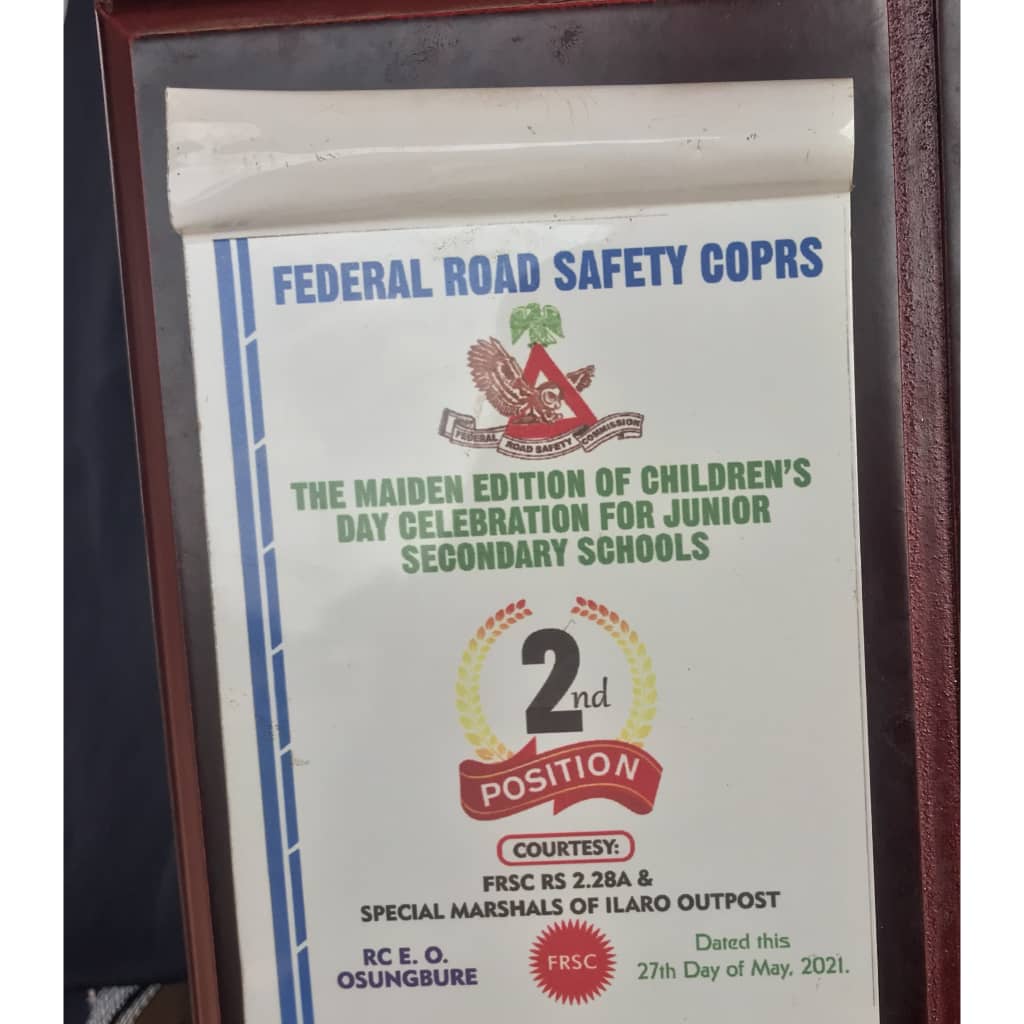 FEDERAL ROAD SAFETY COPRS
FEDERAL ROAD SAFETY COMMISSION
THE MAIDEN EDITION OF CHILDREN'S
DAY CELEBRATION FOR JUNIOR
SECONDARY SCHOOLS
2nd
POSITION
COURTESY:
FRSC RS 2.28A &
SPECIAL MARSHALS OF ILARO OUTPOST
RC E. O.
OSUNGBURE
FRSC
Dated this
27th Day of May, 2021.